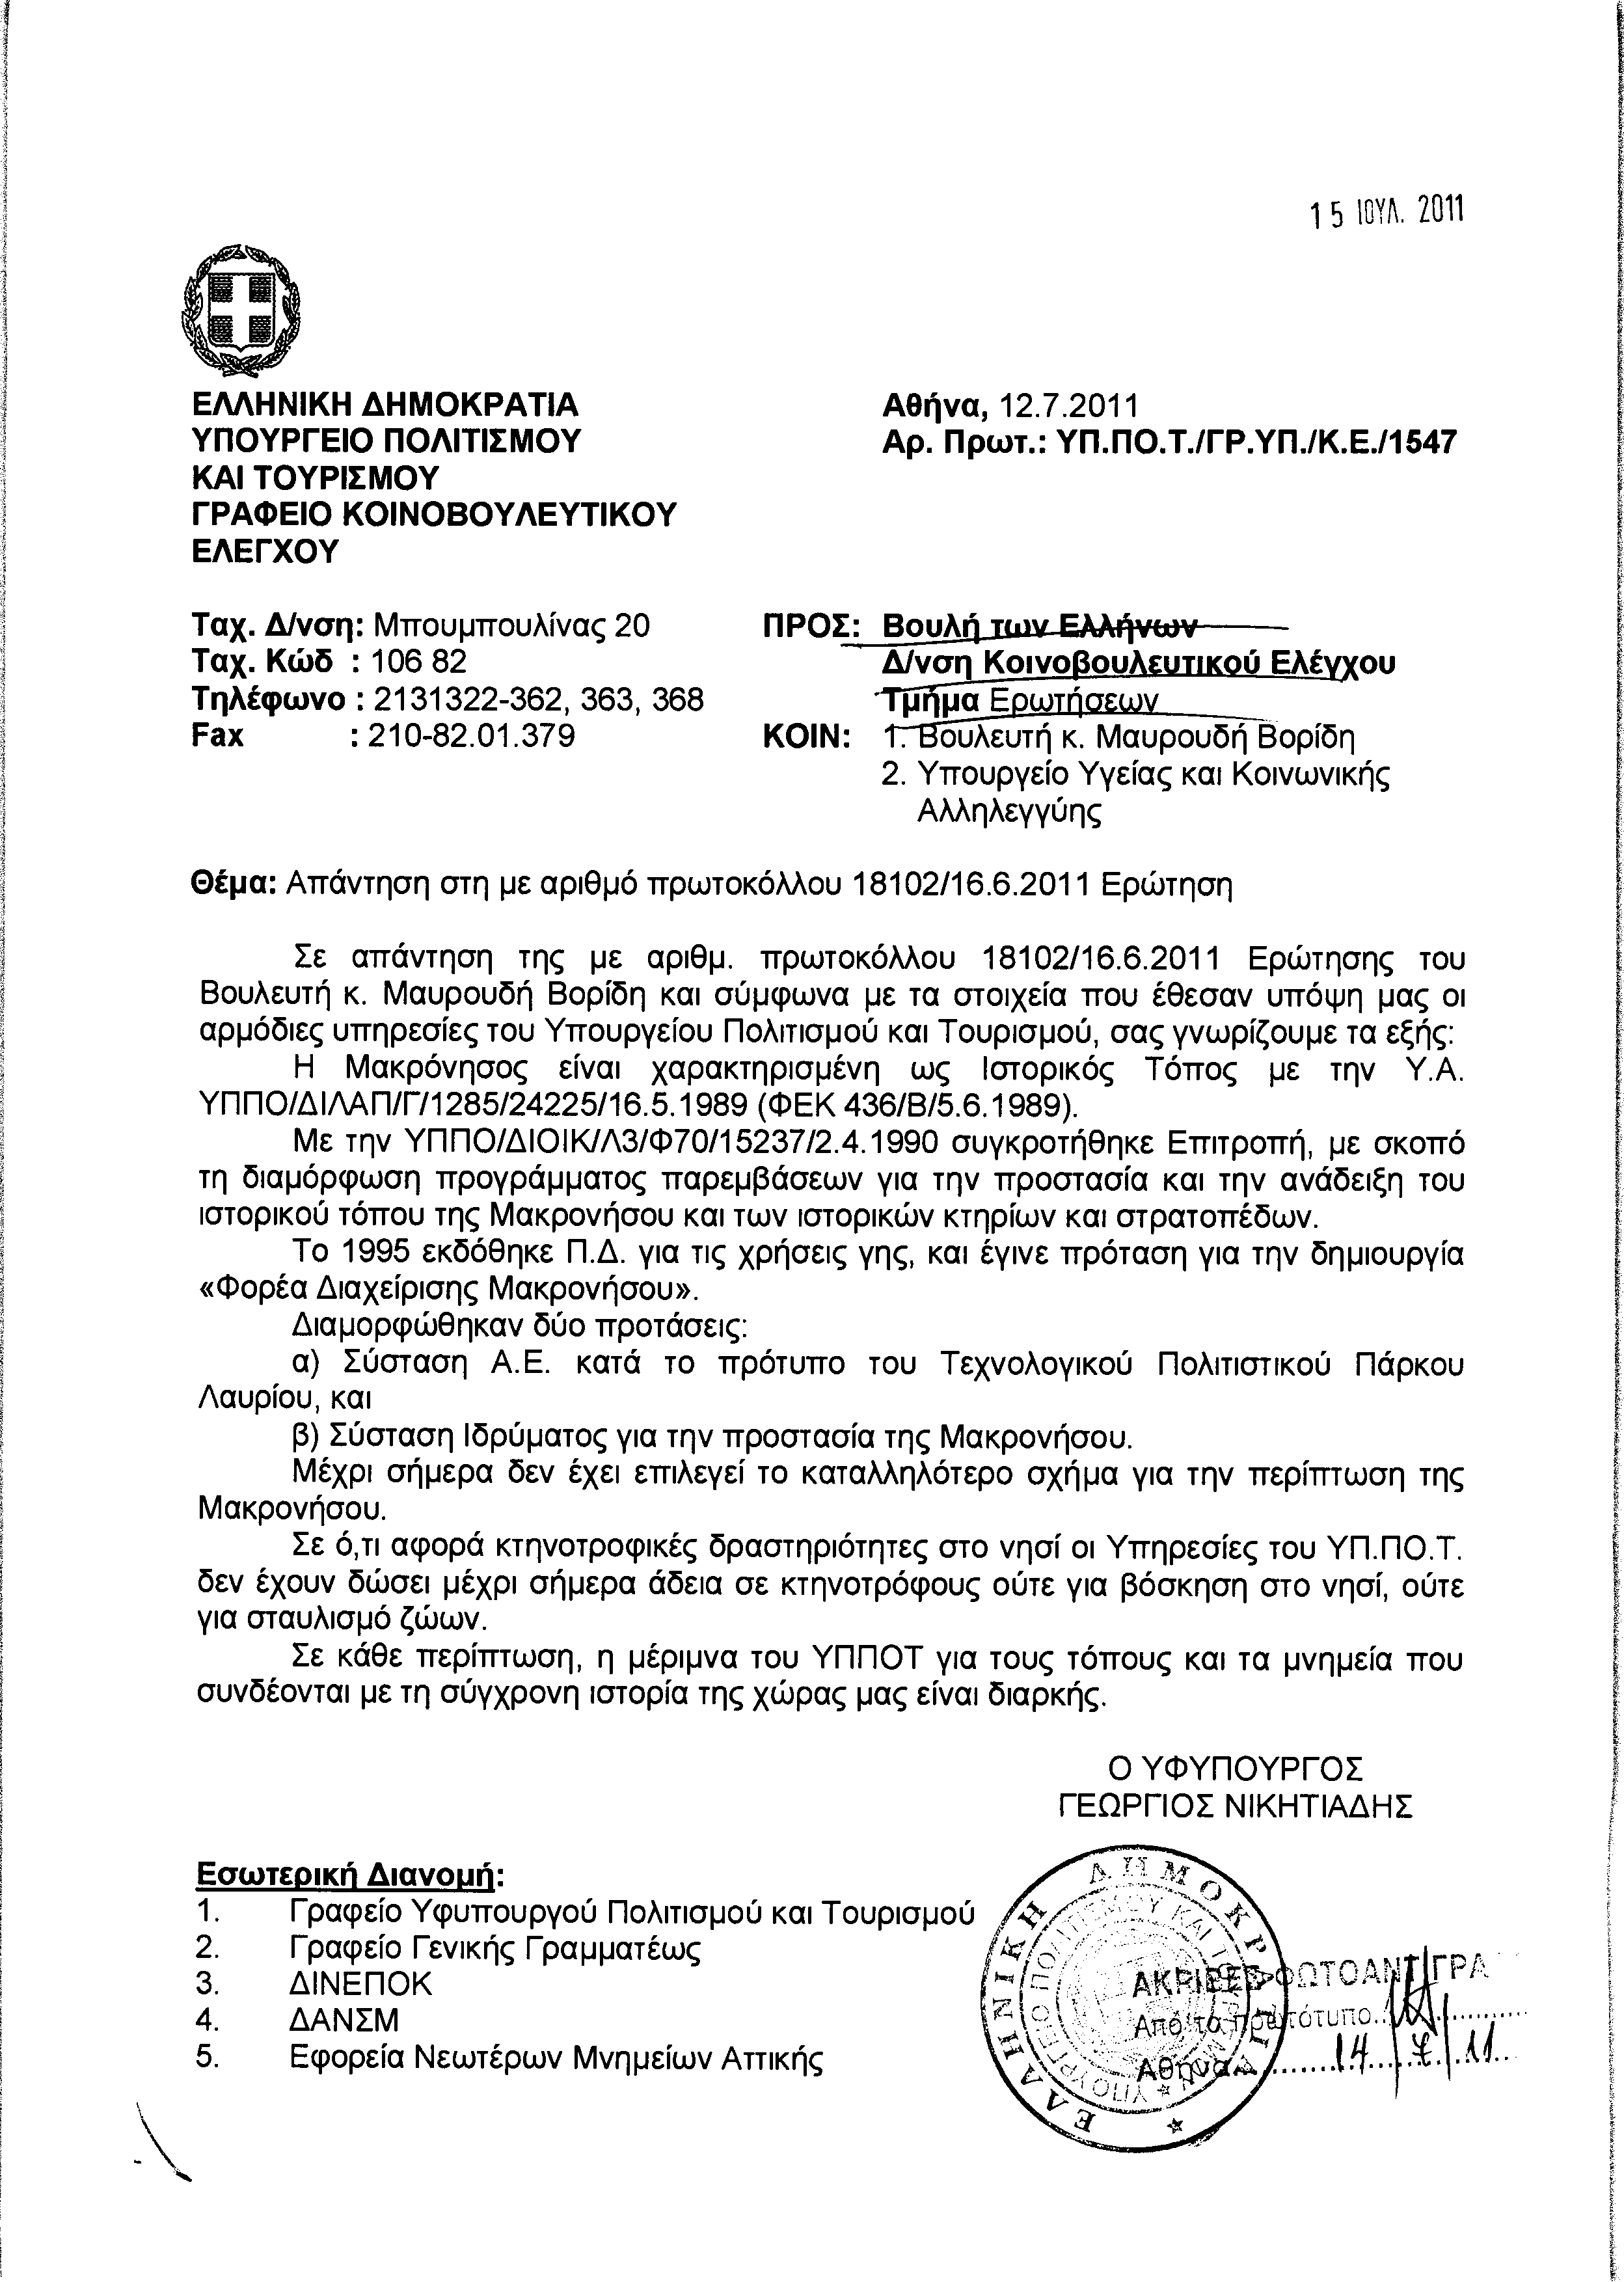 15 ΙΟΥΛ. 2011
ΕΛΛΗΝΙΚΗ ΔΗΜΟΚΡΑΤΙΑ
ΥΠΟΥΡΓΕΙΟ ΠΟΛΙΤΙΣΜΟΥ
ΚΑΙ ΤΟΥΡΙΣΜΟΥ
ΓΡΑΦΕΙΟ ΚΟΙΝΟΒΟΥΛΕΥΤΙΚΟΥ
ΕΛΕΓΧΟΥ
Αθήνα, 12.7.2011
Αρ. Πρωτ.: ΥΠ.ΠΟ.Τ./ΓΡ.ΥΠ./Κ.Ε./1547
Ταχ. Δ/νση: Μπουμπουλίνας 20
Ταχ. Κώδ : 106 82
Τηλέφωνο : 2131322-362, 363, 368
Fax : 210-82.01.379
ΠΡΟΣ: Βουλή των Ελλήνων
Δ/νση Κοινοβουλευτικού Ελέγχου
Τμήμα Ερωτήσεων
ΚΟΙΝ: 1. Βουλευτή κ. Μαυρουδή Βορίδη
2. Υπουργείο Υγείας και Κοινωνικής
Αλληλεγγύης
Θέμα: Απάντηση στη με αριθμό πρωτοκόλλου 18102/16.6.2011 Ερώτηση
Σε απάντηση της με αριθμ. πρωτοκόλλου 18102/16.6.2011 Ερώτησης του
Βουλευτή κ. Μαυρουδή Βορίδη και σύμφωνα με τα στοιχεία που έθεσαν υπόψη μας οι
αρμόδιες υπηρεσίες του Υπουργείου Πολιτισμού και Τουρισμού, σας γνωρίζουμε τα εξής:
Η Μακρόνησος είναι χαρακτηρισμένη ως Ιστορικός Τόπος με την Υ.Α.
ΥΠΠΟ/ΔΙΛΑΠ/Γ/1285/24225/16.5.1989 (ΦΕΚ 436/Β/5.6.1989).
Με την ΥΠΠΟ/ΔΙΟΙΚ/Λ3/Φ70/15237/2.4.1990 συγκροτήθηκε Επιτροπή, με σκοπό
τη διαμόρφωση προγράμματος παρεμβάσεων για την προστασία και την ανάδειξη του
ιστορικού τόπου της Μακρονήσου και των ιστορικών κτηρίων και στρατοπέδων.
Το 1995 εκδόθηκε Π.Δ. για τις χρήσεις γης, και έγινε πρόταση για την δημιουργία
«Φορέα Διαχείρισης Μακρονήσου».
Διαμορφώθηκαν δύο προτάσεις:
α) Σύσταση Α.Ε. κατά το πρότυπο του Τεχνολογικού Πολιτιστικού Πάρκου
Λαυρίου, και
β) Σύσταση Ιδρύματος για την προστασία της Μακρονήσου.
Μέχρι σήμερα δεν έχει επιλεγεί το καταλληλότερο σχήμα για την περίπτωση της
Μακρονήσου.
Σε ό,τι αφορά κτηνοτροφικές δραστηριότητες στο νησί οι Υπηρεσίες του ΥΠ.ΠΟ.Τ.
δεν έχουν δώσει μέχρι σήμερα άδεια σε κτηνοτρόφους ούτε για βόσκηση στο νησί, ούτε
για σταυλισμό ζώων.
Σε κάθε περίπτωση, η μέριμνα του ΥΠΠΟΤ για τους τόπους και τα μνημεία που
συνδέονται με τη σύγχρονη ιστορία της χώρας μας είναι διαρκής.
Ο ΥΦΥΠΟΥΡΓΟΣ
ΓΕΩΡΓΙΟΣ ΝΙΚΗΤΙΑΔΗΣ
Εσωτερική Διανομή:
1. Γραφείο Υφυπουργού Πολιτισμού και Τουρισμού
2. Γραφείο Γενικής Γραμματέως
3. ΔΙΝΕΠΟΚ
4. ΔΑΝΣΜ
5. Εφορεία Νεωτέρων Μνημείων Αττικής
ΕΛΛΗΝΙΚΗ ΔΗΜΟΚΡΑΤΙΑ
ΑΚΡΙΒΕΣ ΦΩΤΟΑΝΤΙΓΡΑ
Από το πρωτότυπο
Αθήνα 14/7/11